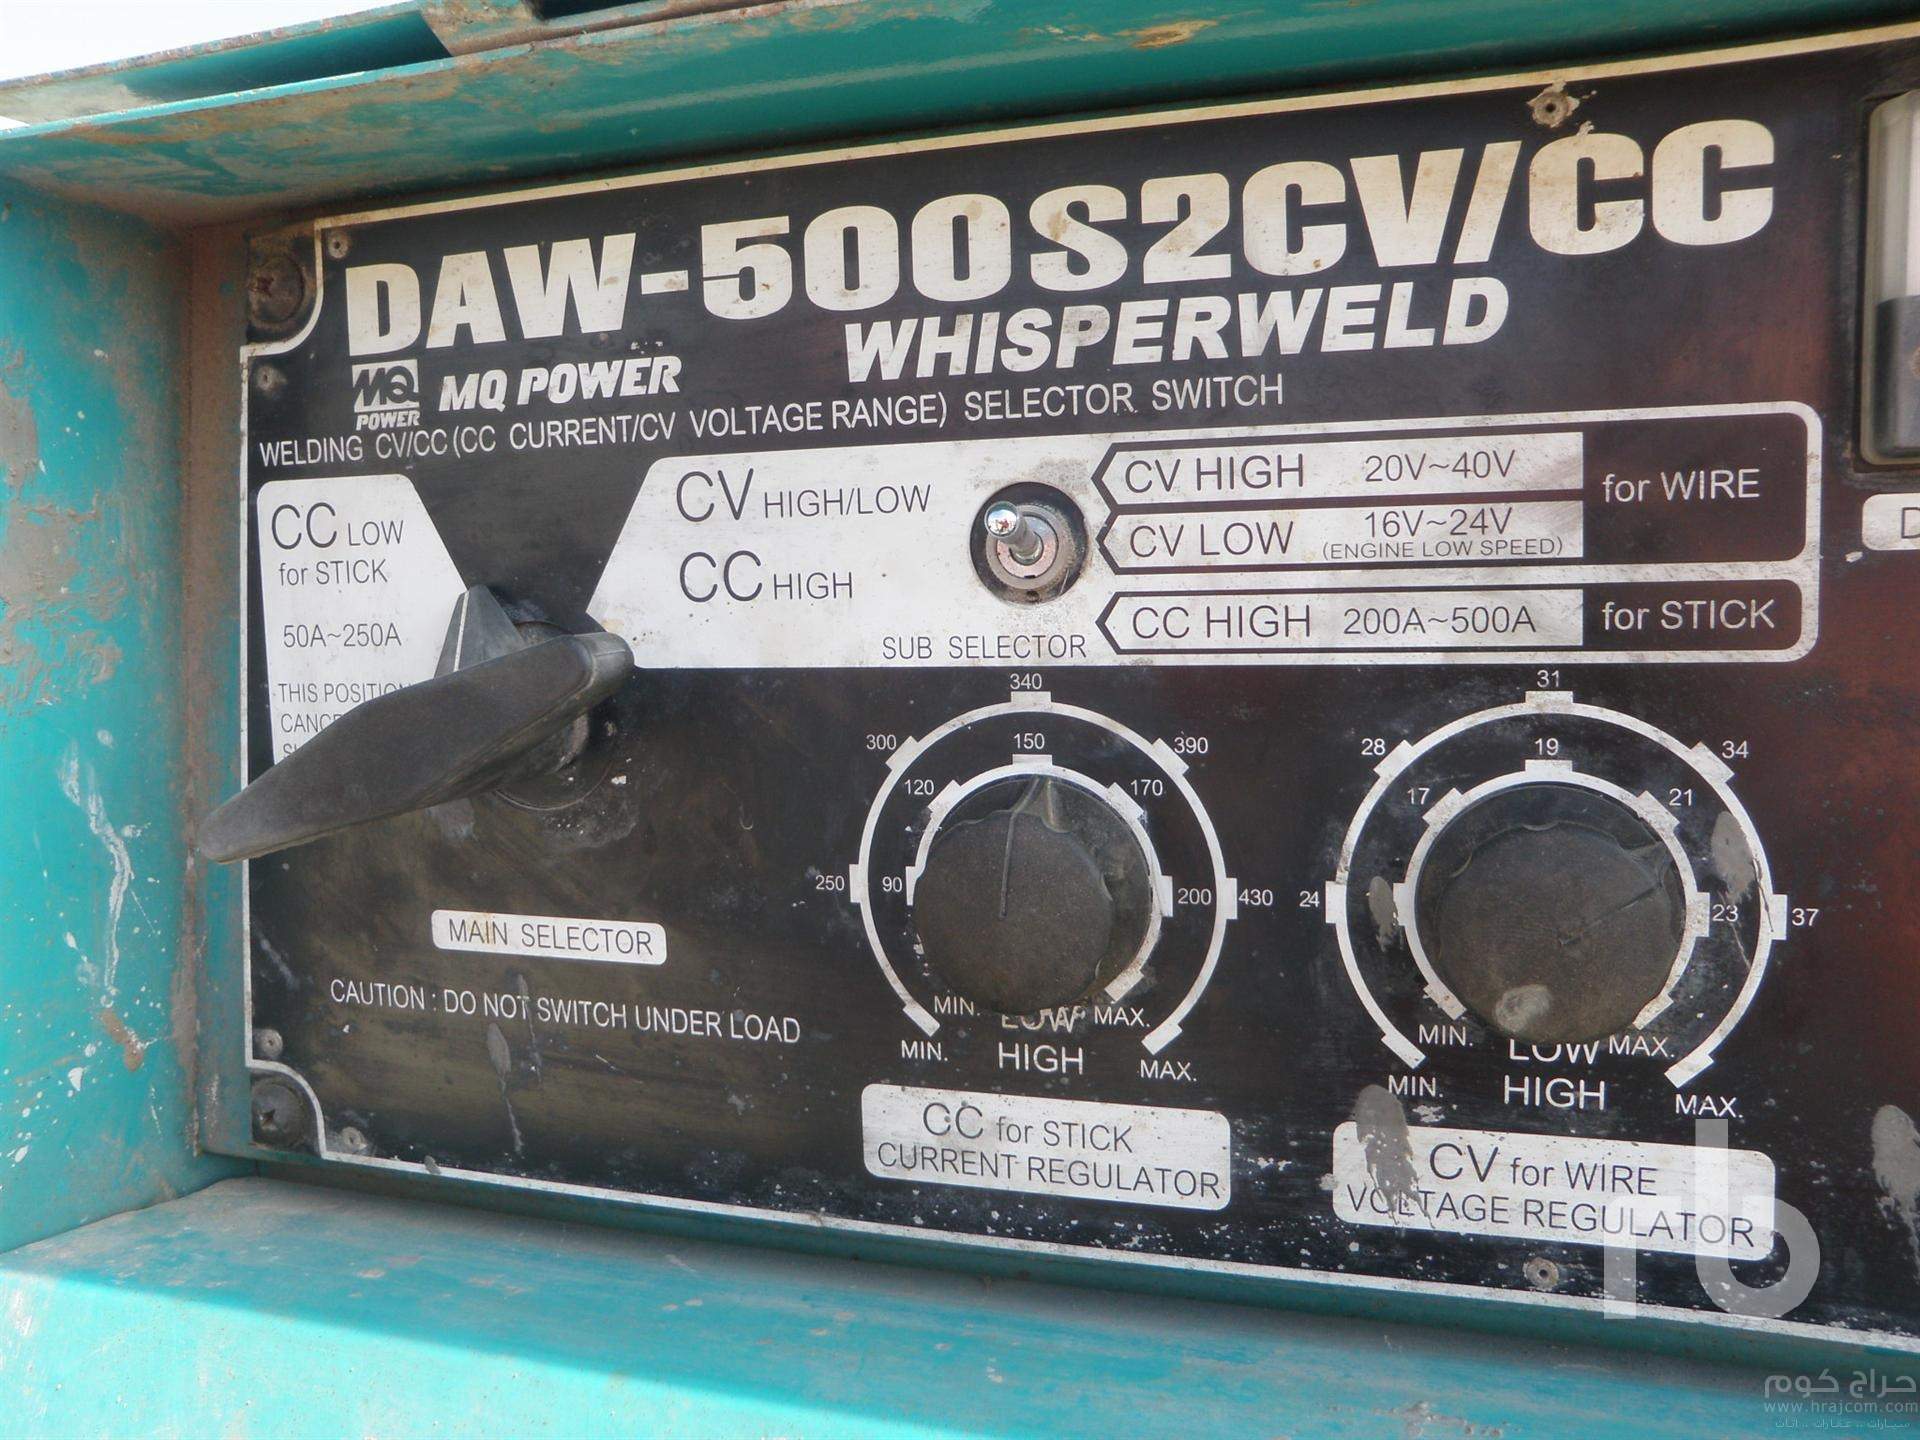 DAW-500S2CV/CC
MQ POWER
MQ POWER
WHISPERWELD
WELDING CV/CC (CC CURRENT/CV VOLTAGE RANGE) SELECTOR SWITCH
CC LOW
for STICK
50A~250A
THIS POSITION
CV HIGH/LOW
CC HIGH
SUB SELECTOR
CV HIGH 20V~40V
CV LOW 16V~24V
(ENGINE LOW SPEED)
for WIRE
CC HIGH 200A~500A for STICK
D
MAIN SELECTOR
CAUTION : DO NOT SWITCH UNDER LOAD
340
300 150 390
120 170
250 90 200 430
MIN. LOW MAX.
MIN. HIGH MAX.
CC for STICK
CURRENT REGULATOR
31
28 19 34
17 21
24 23 37
MIN. LOW MAX.
MIN. HIGH MAX.
CV for WIRE
VOLTAGE REGULATOR
rb
حراج كوم
www.hrajcom.com
سيارات .. عقارات .. اثاث